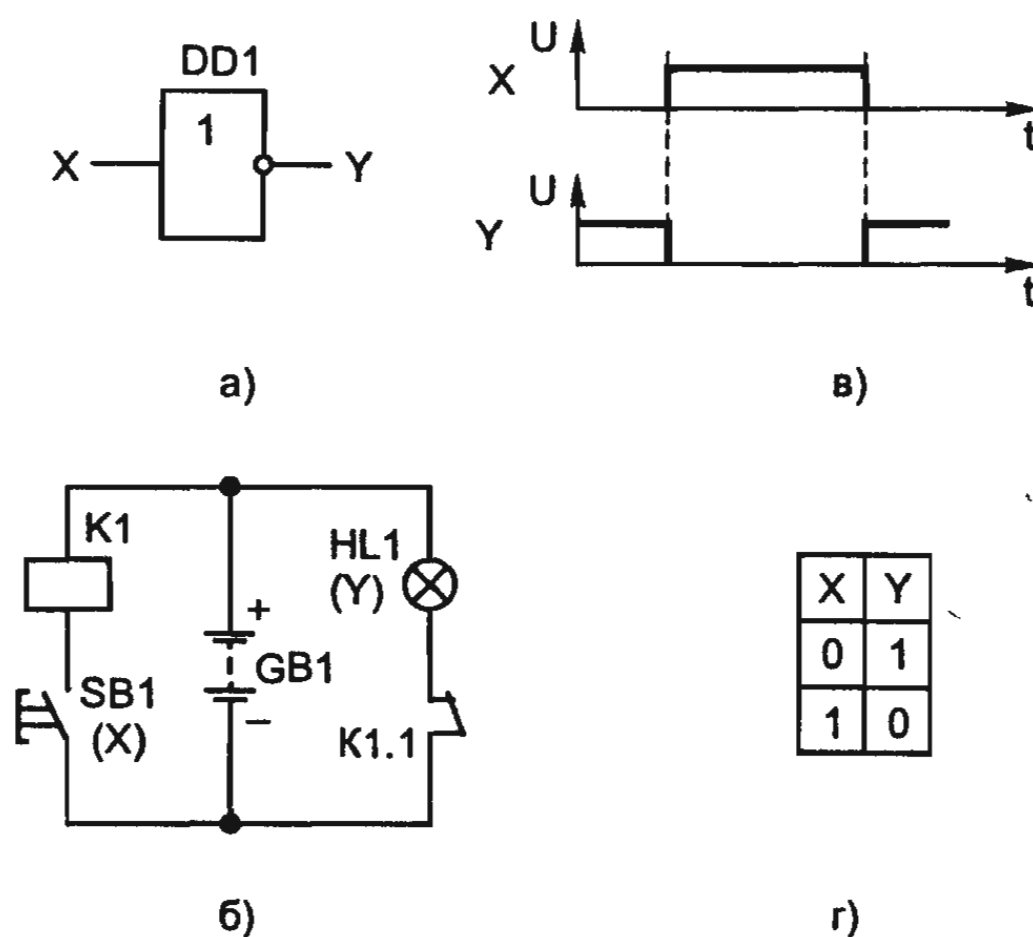 DD1
1
X
Y
а)
U
X
t
U
Y
t
в)
K1
SB1
(X)
+
GB1
–
HL1
(Y)
K1.1
б)
X Y
0 1
1 0
г)